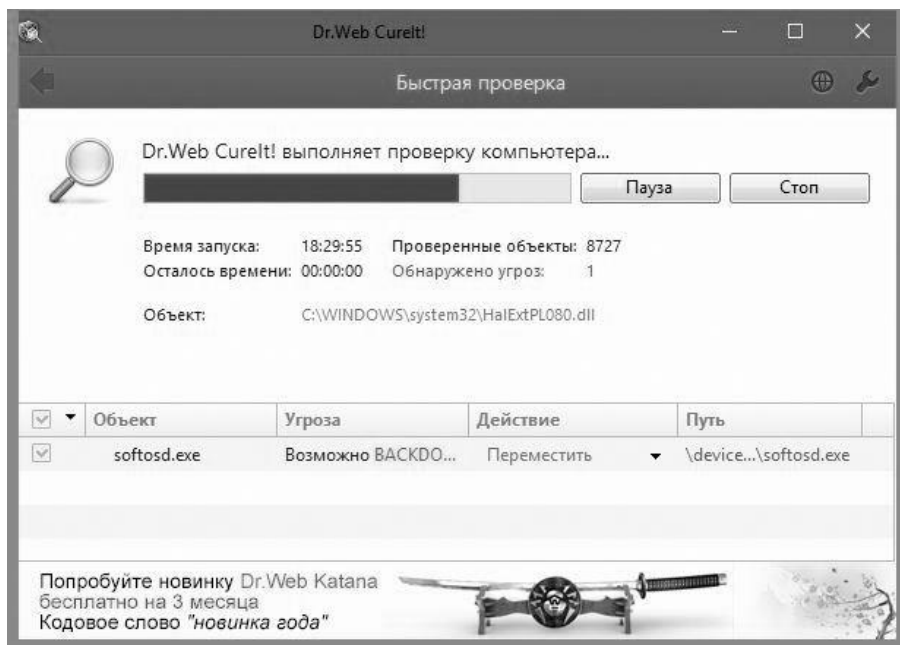 Dr.Web CureIt!
Быстрая проверка
Dr.Web CureIt! выполняет проверку компьютера...
Пауза
Стоп
Время запуска: 18:29:55 Проверенные объекты: 8727
Осталось времени: 00:00:00 Обнаружено угроз: 1
Объект: C:\WINDOWS\system32\HalExtPL080.dll
Объект Угроза Действие Путь
softosd.exe Возможно BACKDO... Переместить \device...\softosd.exe
Попробуйте новинку Dr.Web Katana
бесплатно на 3 месяца
Кодовое слово "новинка года"